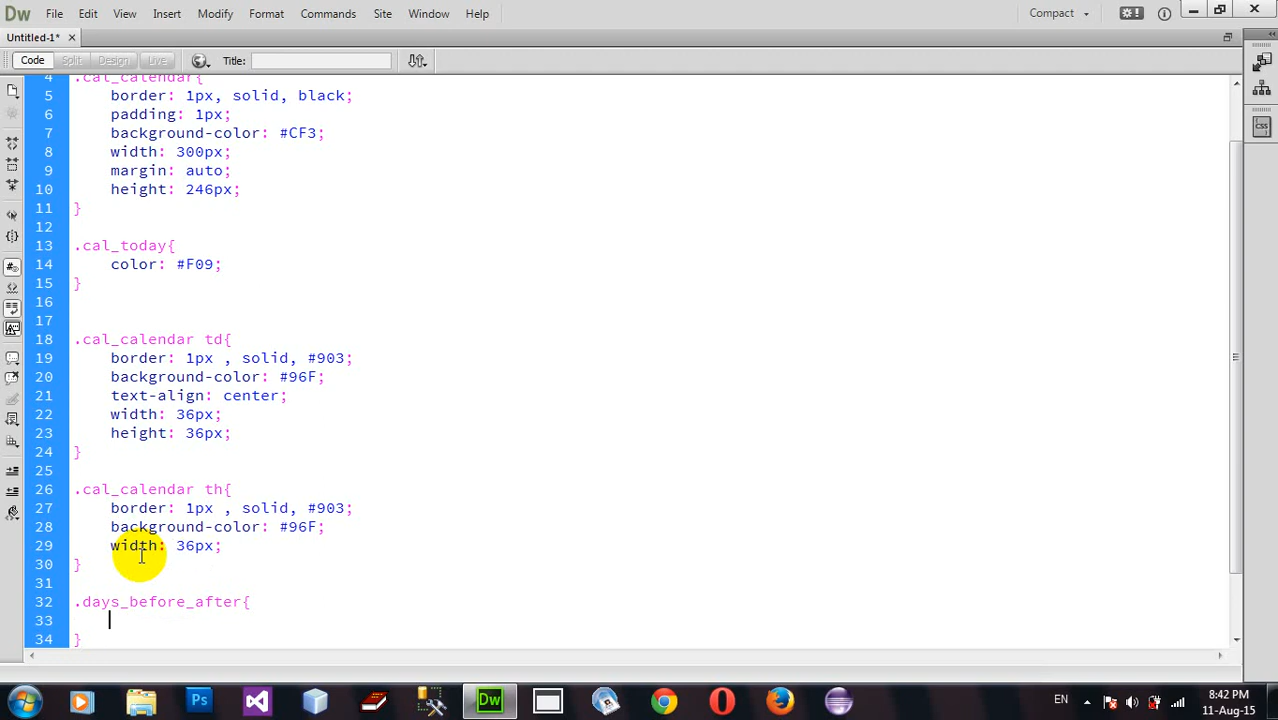 Dw File Edit View Insert Modify Format Commands Site Window Help Compact
Untitled-1*
Code Split Design Live Title:
4 .cal_calendar{
5 border: 1px, solid, black;
6 padding: 1px;
7 background-color: #CF3;
8 width: 300px;
9 margin: auto;
10 height: 246px;
11 }
12
13 .cal_today{
14 color: #F09;
15 }
16
17
18 .cal_calendar td{
19 border: 1px , solid, #903;
20 background-color: #96F;
21 text-align: center;
22 width: 36px;
23 height: 36px;
24 }
25
26 .cal_calendar th{
27 border: 1px , solid, #903;
28 background-color: #96F;
29 width: 36px;
30 }
31
32 .days_before_after{
33
34 }
CSS
Ps Dw EN 8:42 PM
11-Aug-15